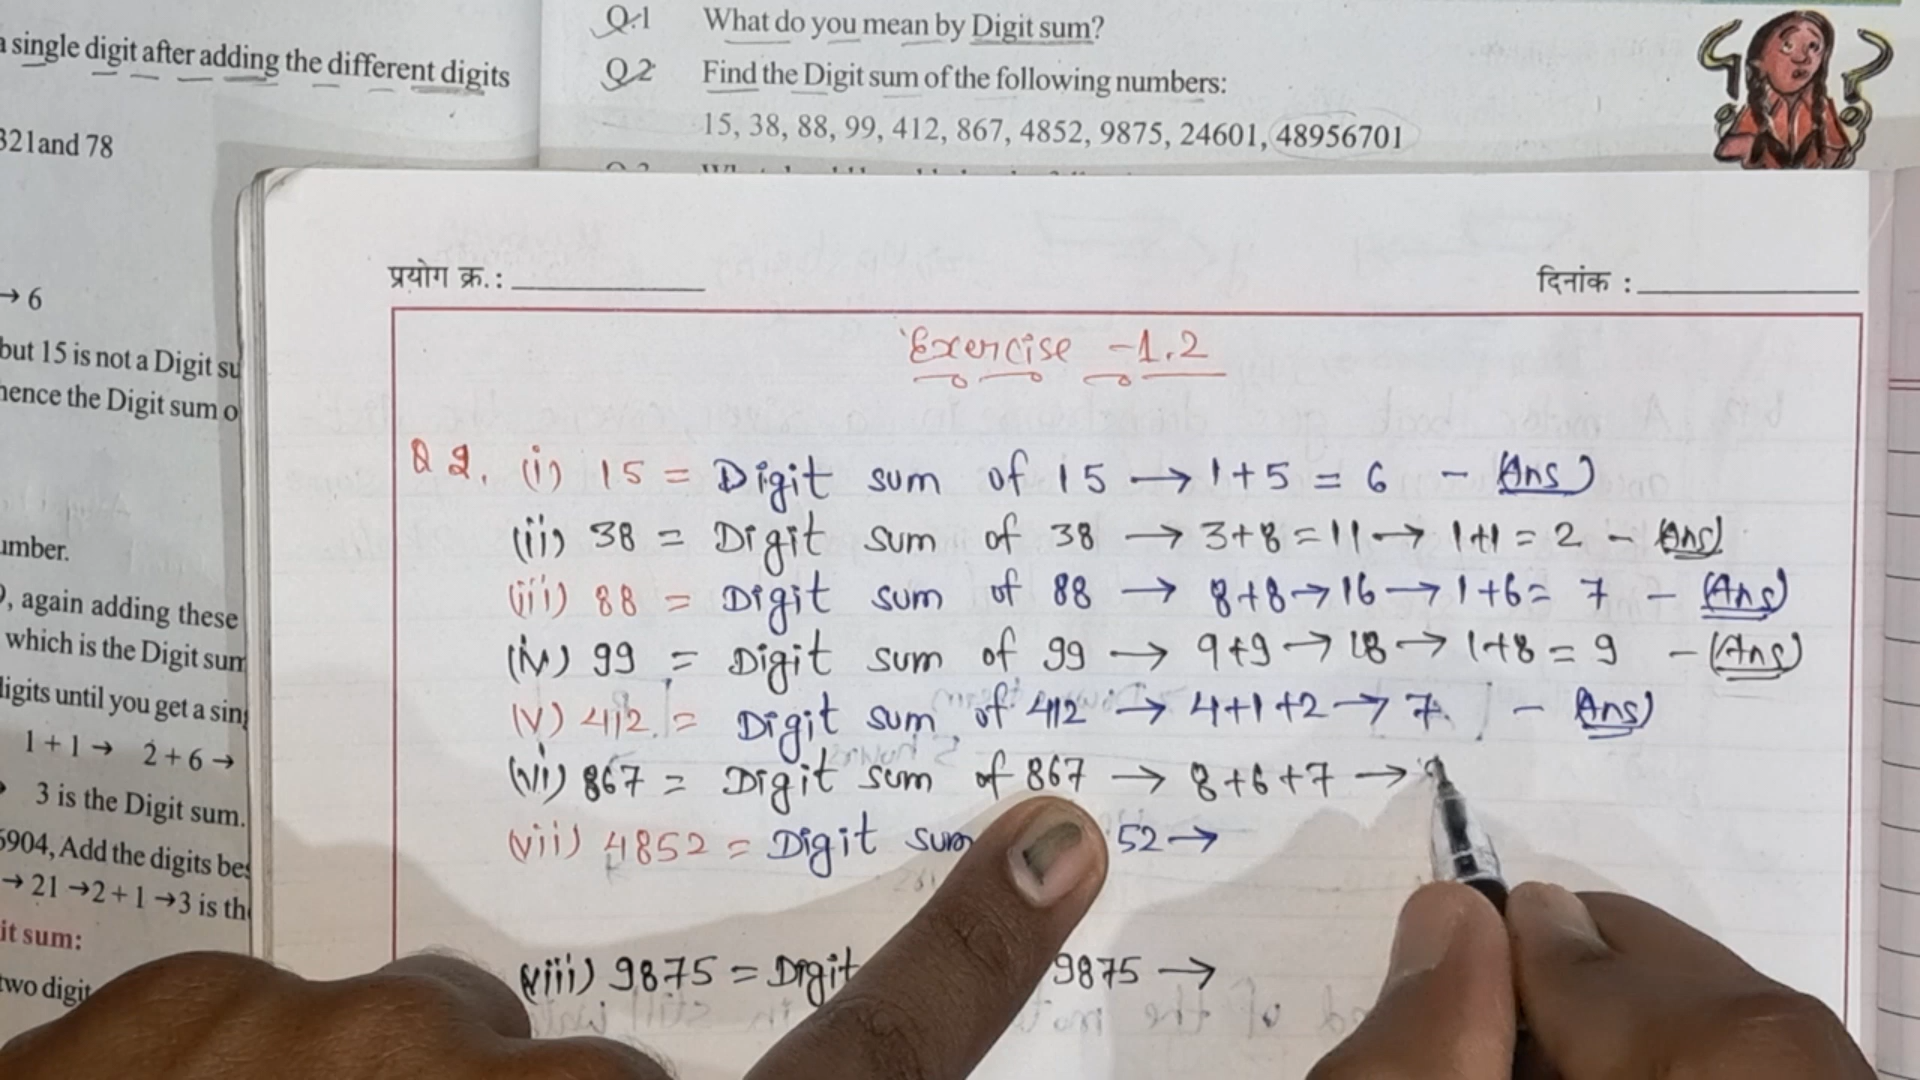 a single digit after adding the different digits
321 and 78
→ 6
but 15 is not a Digit su
hence the Digit sum o
umber.
, again adding these
which is the Digit sum
digits until you get a sing
1 + 1 → 2 + 6 →
3 is the Digit sum.
5904, Add the digits bes
→ 21 → 2 + 1 → 3 is the
it sum:
two digit
Q.1 What do you mean by Digit sum?
Q.2 Find the Digit sum of the following numbers:
15, 38, 88, 99, 412, 867, 4852, 9875, 24601, 48956701
प्रयोग क्र. : दिनांक :
Exercise - 1.2
Q 2. (i) 15 = Digit sum of 15 → 1+5 = 6 - (Ans)
(ii) 38 = Digit sum of 38 → 3+8 = 11 → 1+1 = 2 - (Ans)
(iii) 88 = Digit sum of 88 → 8+8 → 16 → 1+6 = 7 - (Ans)
(iv) 99 = Digit sum of 99 → 9+9 → 18 → 1+8 = 9 - (Ans)
(v) 412 = Digit sum of 412 → 4+1+2 → 7 - (Ans)
(vi) 867 = Digit sum of 867 → 8+6+7 →
(vii) 4852 = Digit sum 52 →
(viii) 9875 = Digit 9875 →